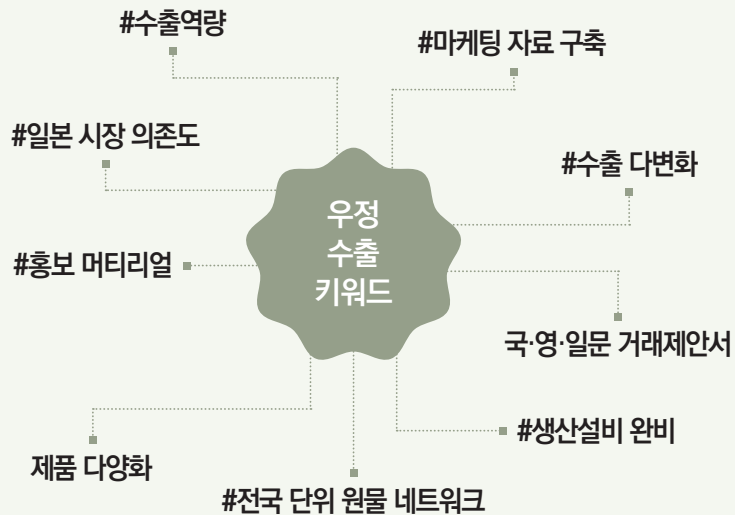 #수출역량
#마케팅 자료 구축
#일본 시장 의존도
#수출 다변화
우정
수출
키워드
#홍보 머티리얼
국·영·일문 거래제안서
#생산설비 완비
제품 다양화
#전국 단위 원물 네트워크